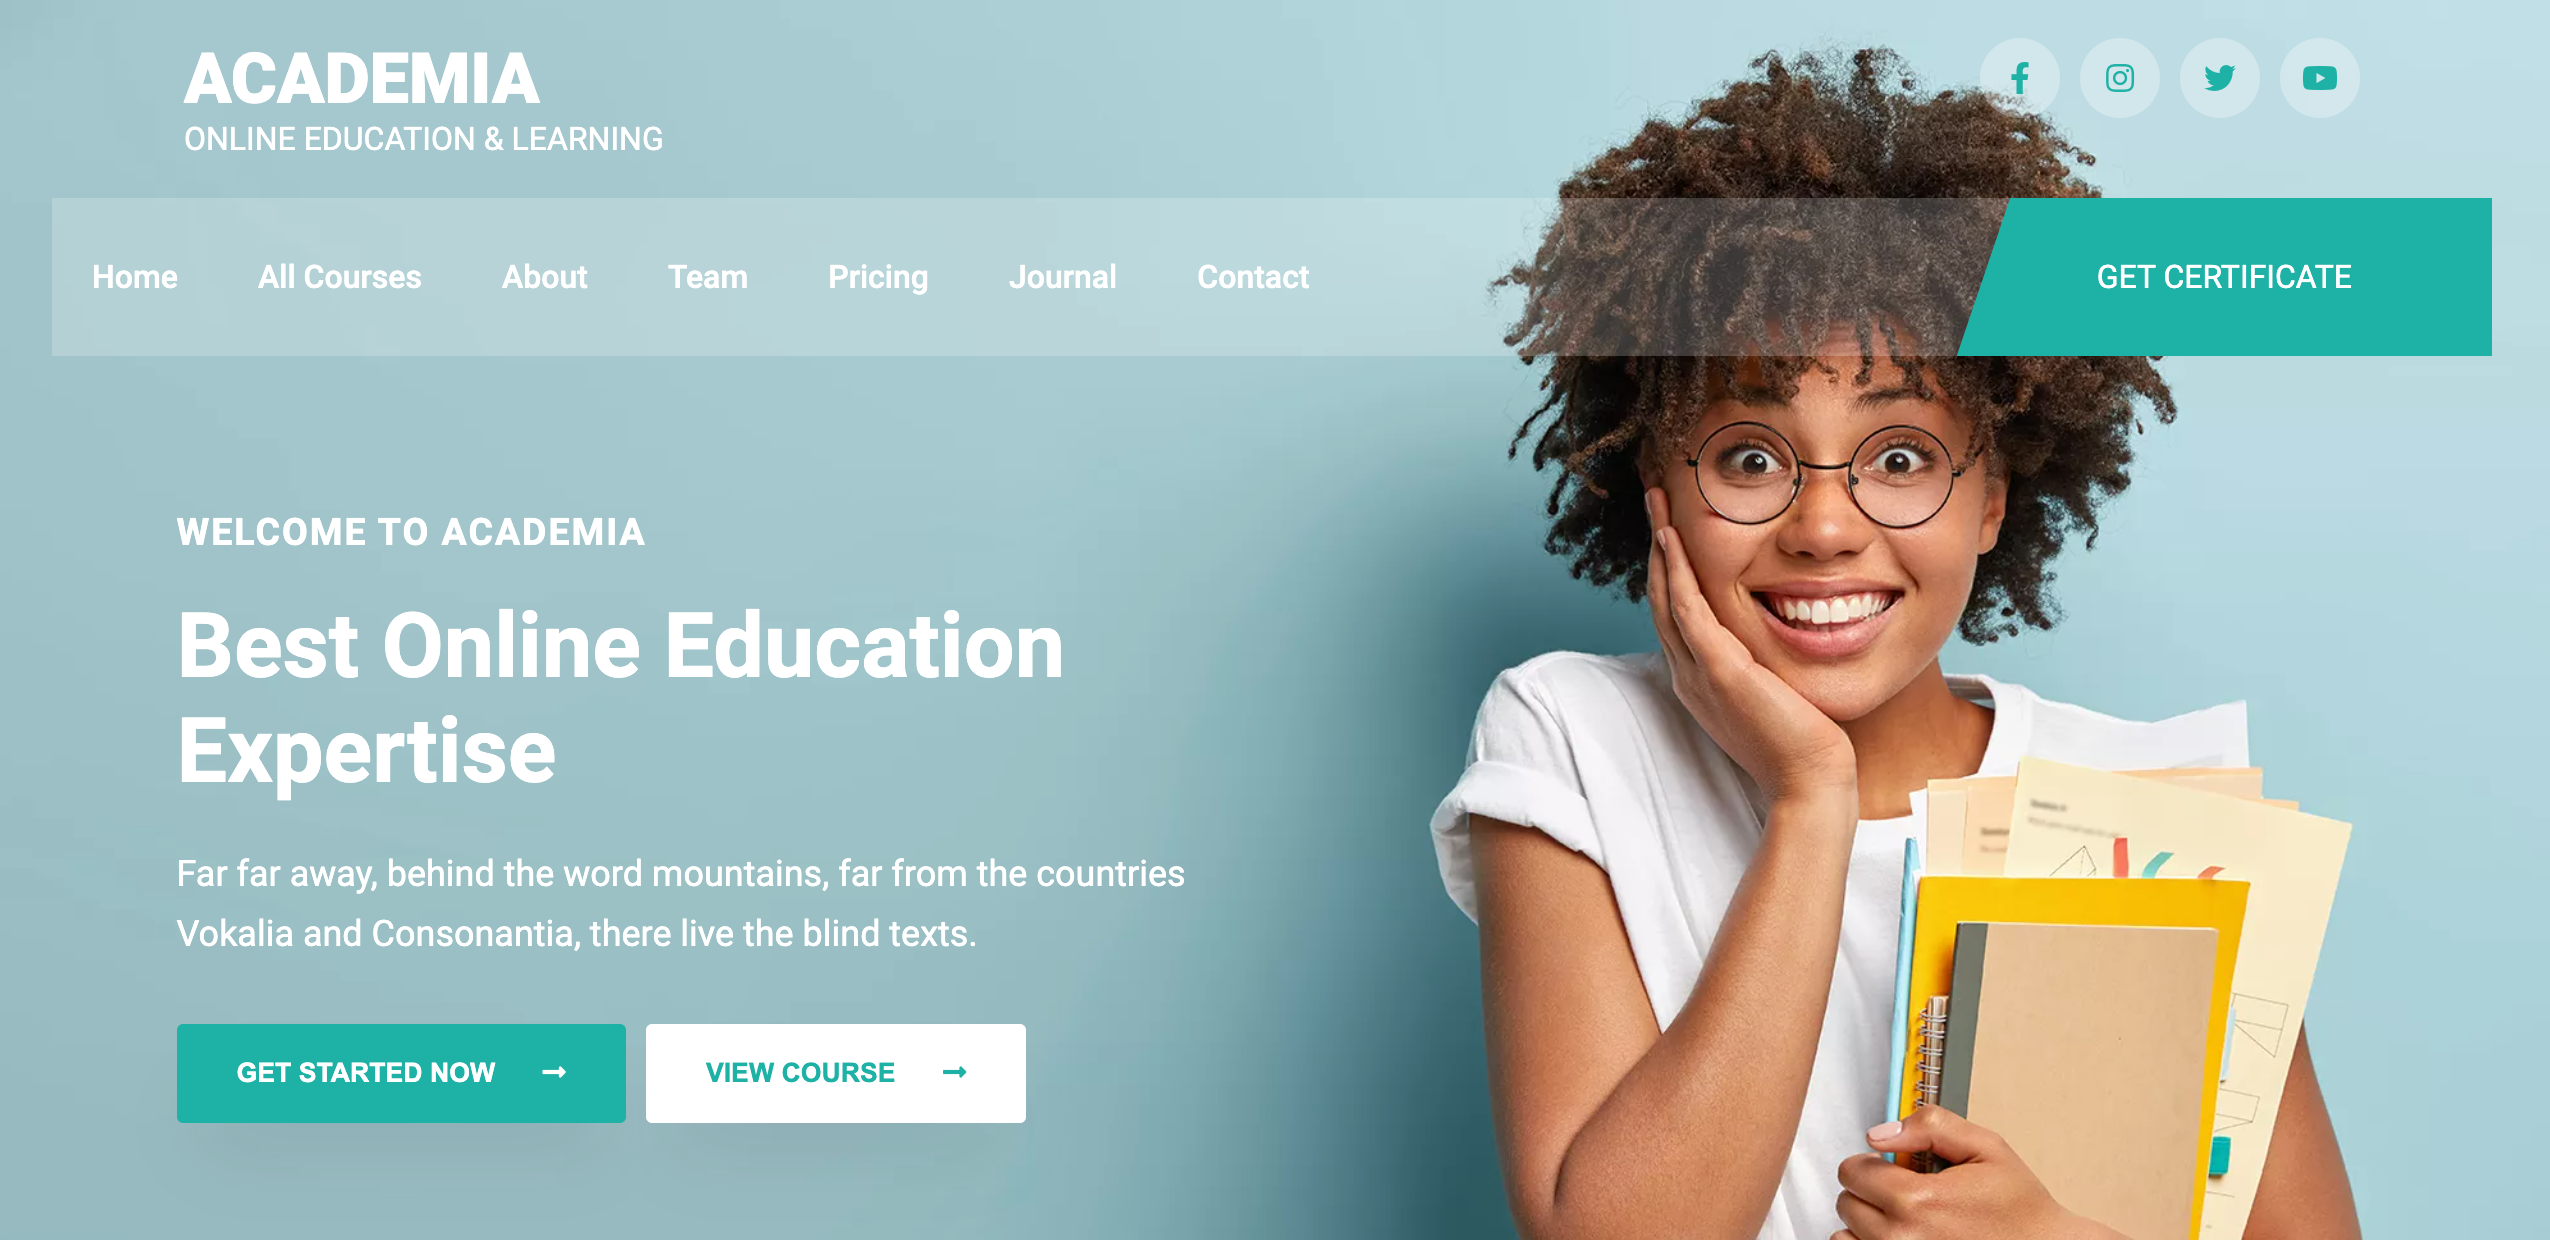 ACADEMIA
ONLINE EDUCATION & LEARNING
Home
All Courses
About
Team
Pricing
Journal
Contact
GET CERTIFICATE
WELCOME TO ACADEMIA
Best Online Education
Expertise
Far far away, behind the word mountains, far from the countries
Vokalia and Consonantia, there live the blind texts.
GET STARTED NOW
VIEW COURSE